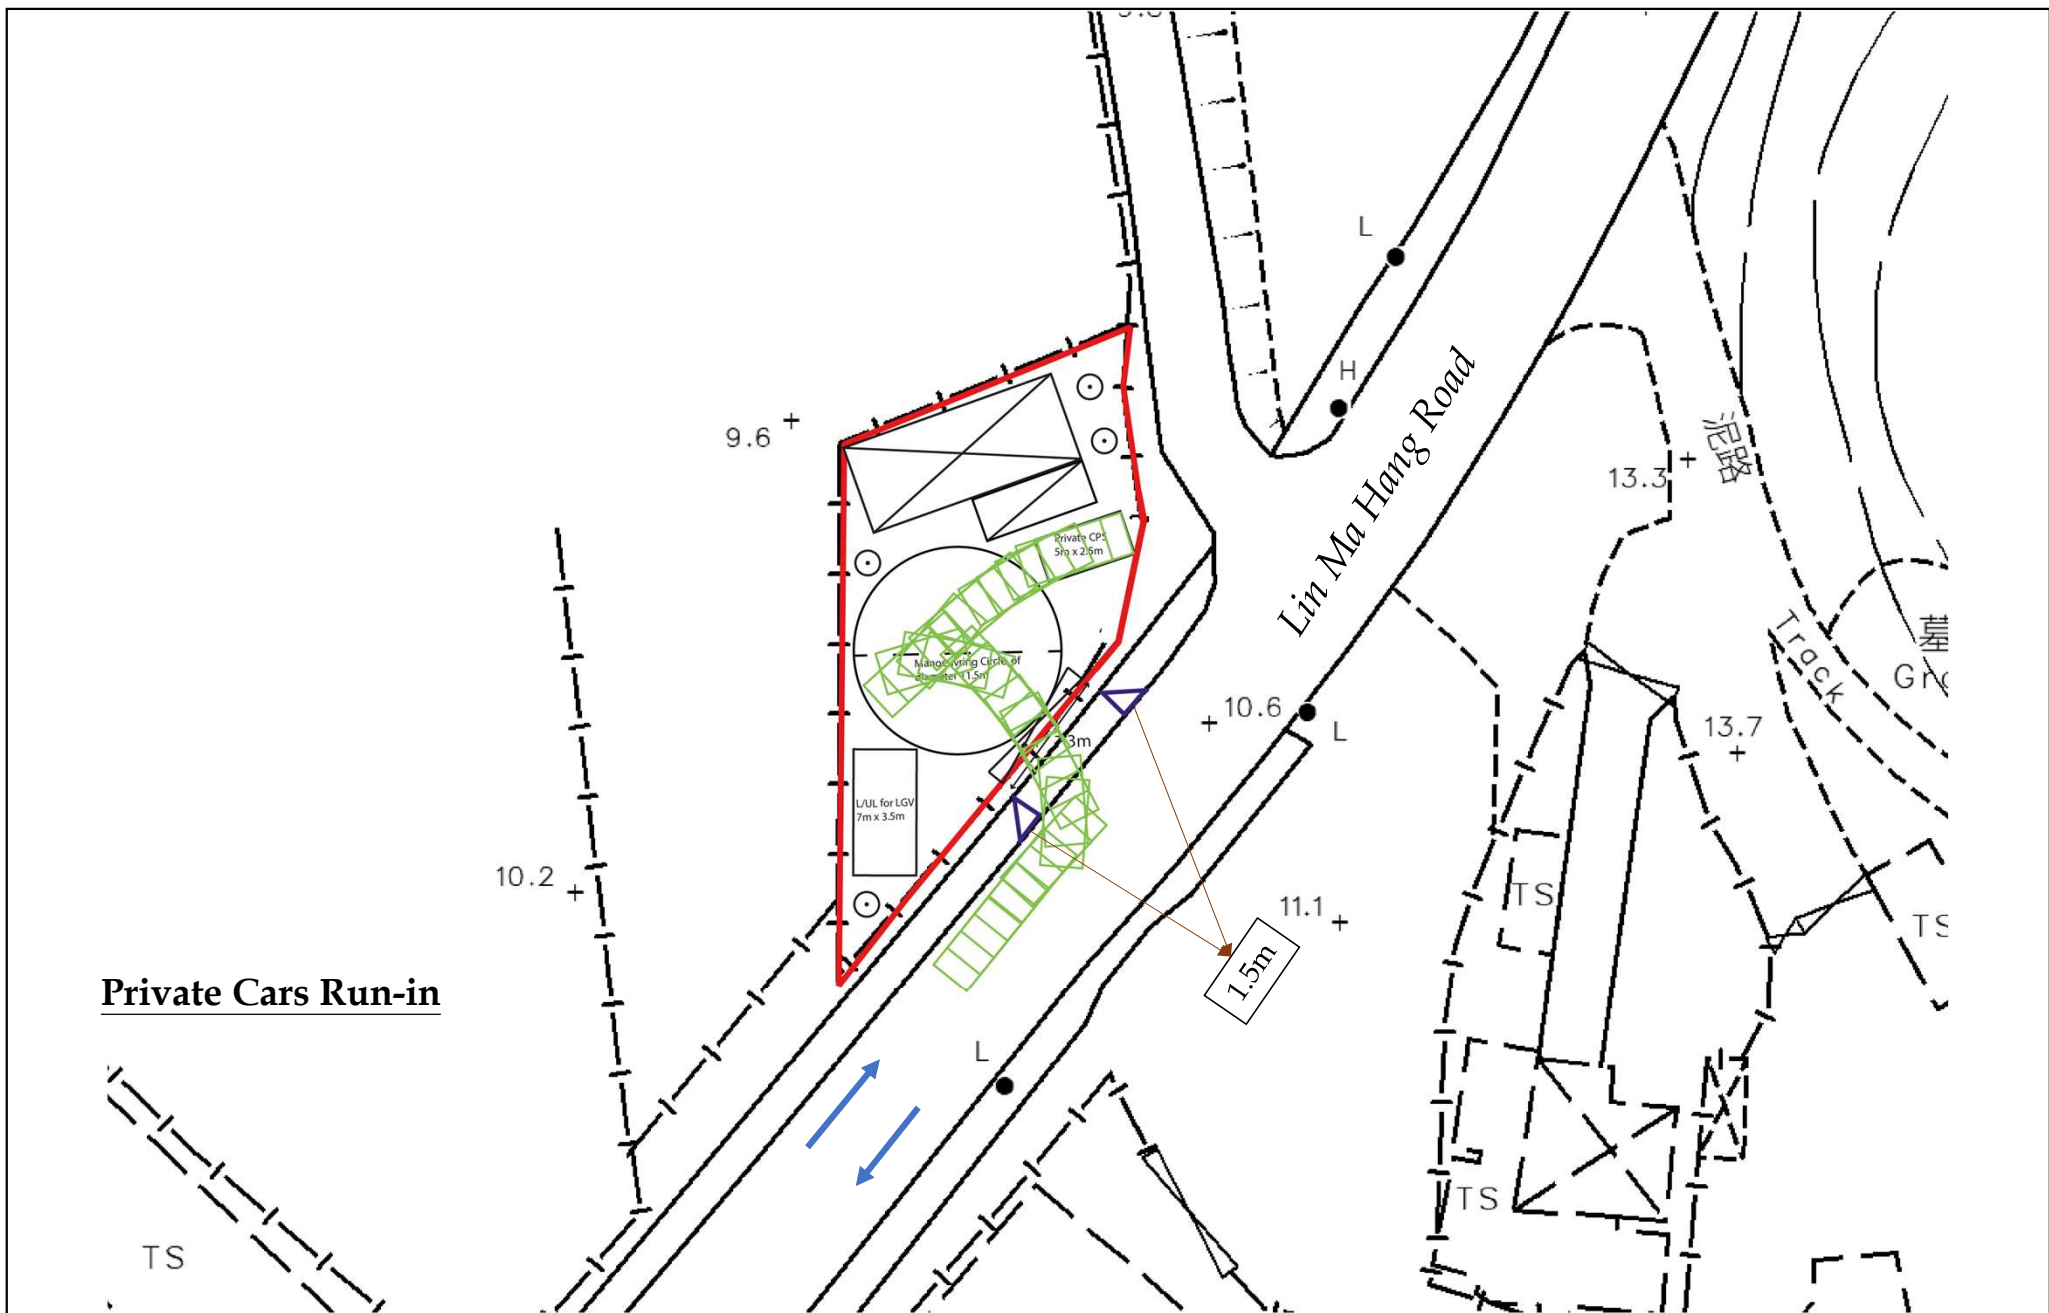 L
H
Lin Ma Hang Road
9.6
泥路
13.3
Private CPS
5m x 2.5m
墓
Track
Manoeuvring Circle of
diameter 11.5m
10.6
L
13.7
L/UL for LGV
7m x 3.5m
10.2
TS
11.1
TS
1.5m
Private Cars Run-in
L
TS
TS